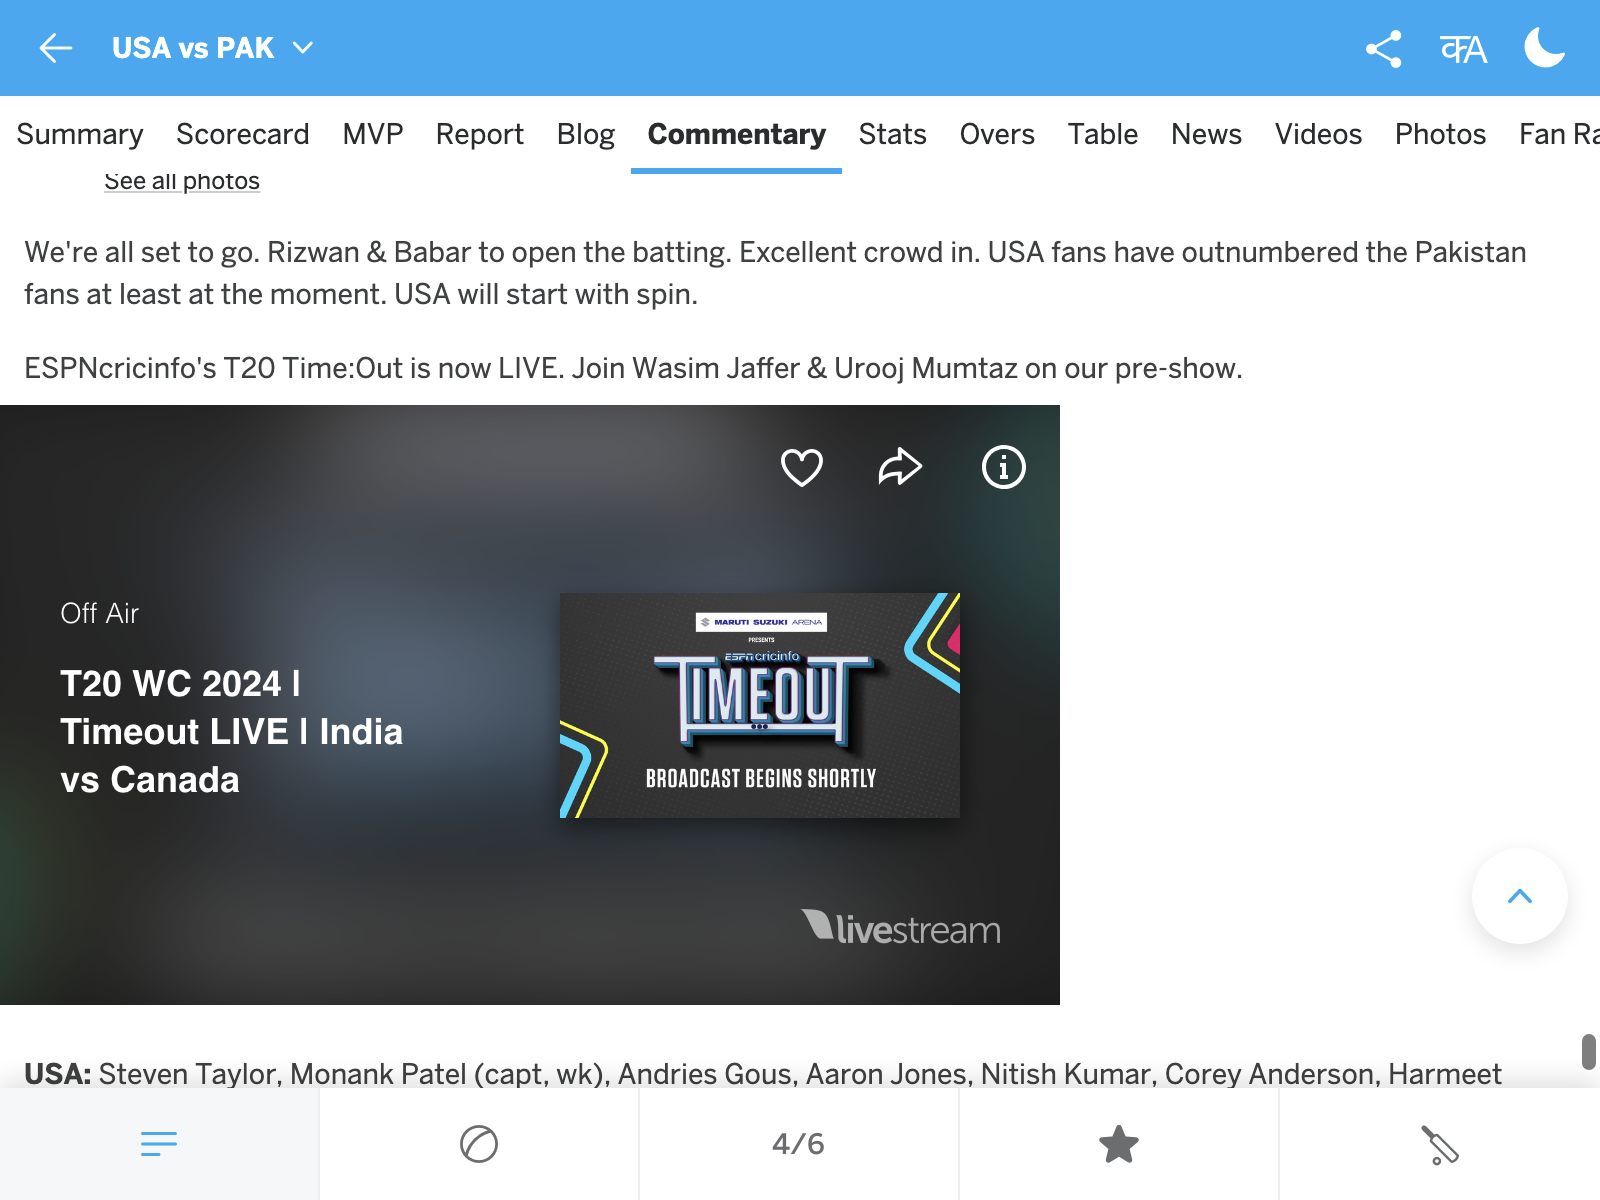 USA vs PAK
Summary Scorecard MVP Report Blog Commentary Stats Overs Table News Videos Photos Fan Ra
See all photos
We're all set to go. Rizwan & Babar to open the batting. Excellent crowd in. USA fans have outnumbered the Pakistan
fans at least at the moment. USA will start with spin.
ESPNcricinfo's T20 Time:Out is now LIVE. Join Wasim Jaffer & Urooj Mumtaz on our pre-show.
Off Air
T20 WC 2024 |
Timeout LIVE | India
vs Canada
MARUTI SUZUKI ARENA
PRESENTS
ESPNcricinfo
TIMEOUT
BROADCAST BEGINS SHORTLY
livestream
USA: Steven Taylor, Monank Patel (capt, wk), Andries Gous, Aaron Jones, Nitish Kumar, Corey Anderson, Harmeet
4/6